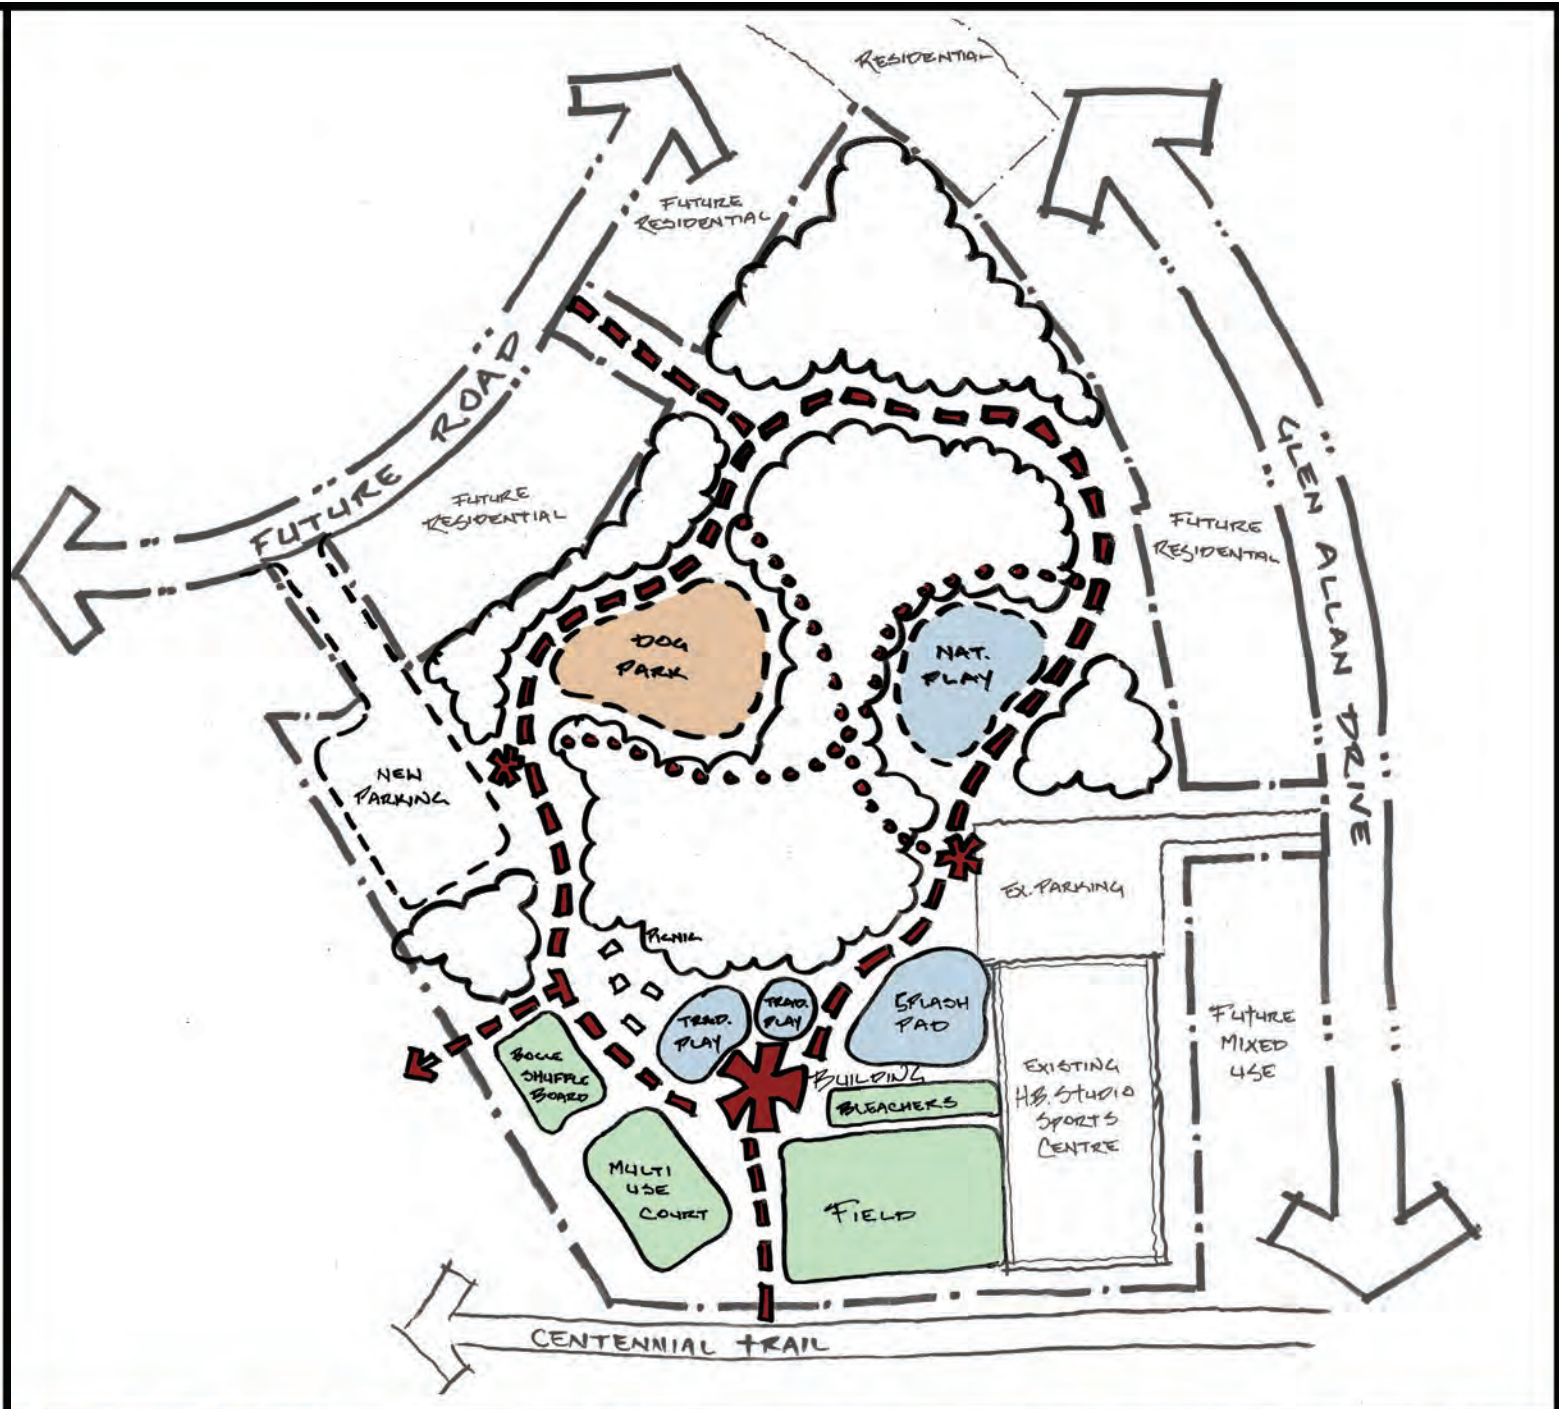 RESIDENTIAL
FUTURE
RESIDENTIAL
FUTURE ROAD
FUTURE
RESIDENTIAL
GLEN ALLAN DRIVE
FUTURE
RESIDENTIAL
DOG
PARK
NAT.
PLAY
NEW
PARKING
EX. PARKING
PICNIC
TRAD.
PLAY
TRAD.
PLAY
SPLASH
PAD
FUTURE
MIXED
USE
BOCCE
SHUFFLE
BOARD
BUILDING
BLEACHERS
EXISTING
H.B. STUDIO
SPORTS
CENTRE
MULTI
USE
COURT
FIELD
CENTENNIAL TRAIL